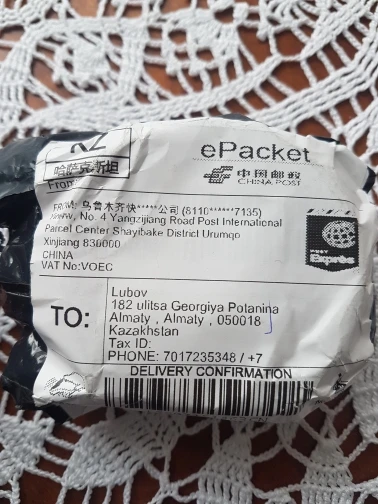 KZ
ePacket
哈萨克斯坦
中国邮政
CHINA POST
From
FROM: 乌鲁木齐快*****公司 (8110******7135)
No. 4 Yangzijiang Road Post International
Parcel Center Shayibake District Urumqo
Xinjiang 830000
CHINA
VAT No:VOEC
Express
Lubov
182 ulitsa Georgiya Potanina
TO:
Almaty , Almaty , 050018
Kazakhstan
Tax ID:
PHONE: 7017235348 / +7
DELIVERY CONFIRMATION